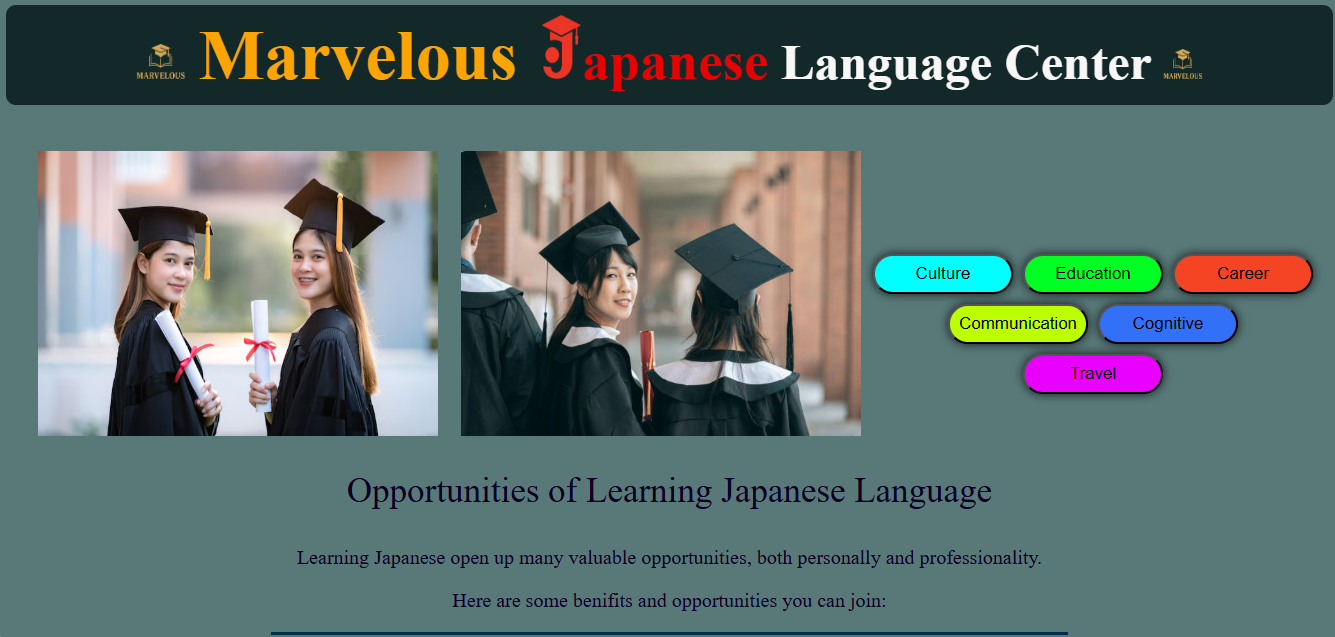 MARVELOUS Marvelous Japanese Language Center MARVELOUS
Culture Education Career
Communication Cognitive
Travel
Opportunities of Learning Japanese Language
Learning Japanese open up many valuable opportunities, both personally and professionality.
Here are some benifits and opportunities you can join: